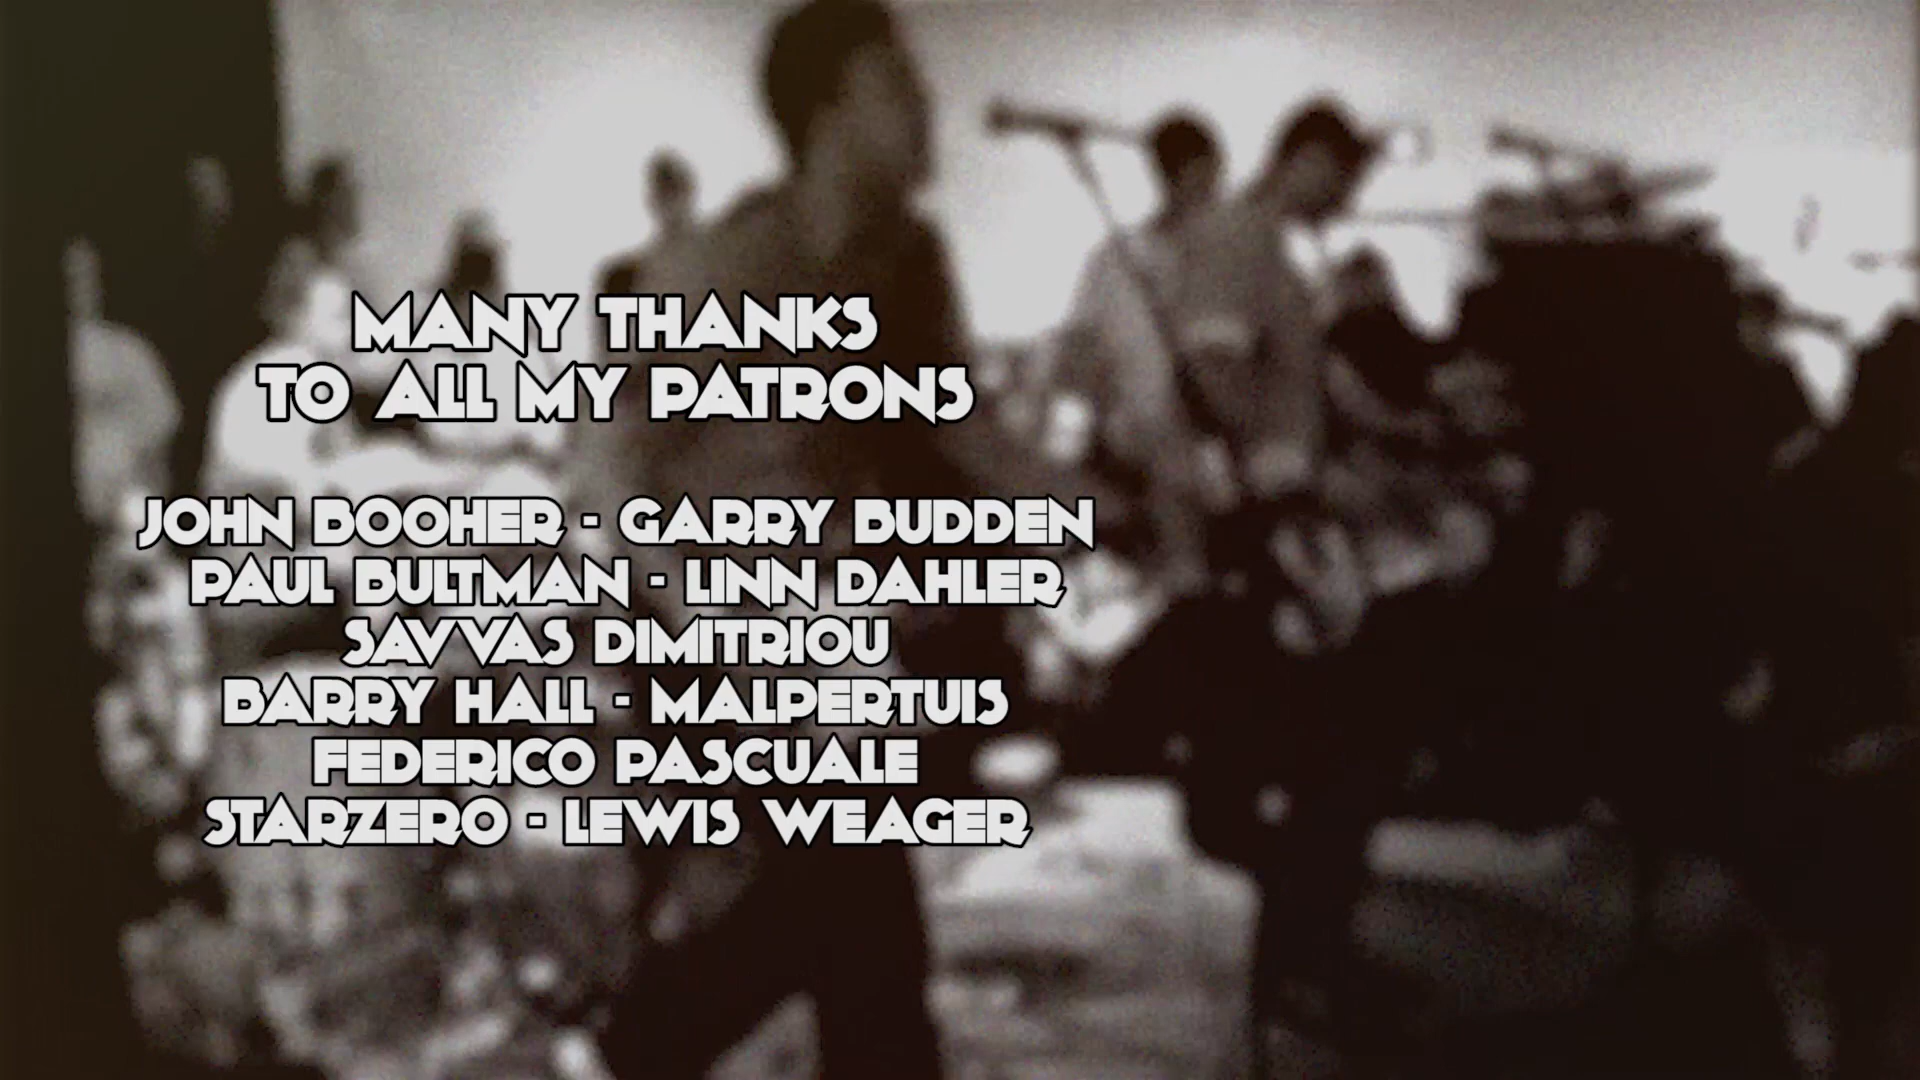 MANY THANKS
TO ALL MY PATRONS
JOHN BOOHER - GARRY BUDDEN
PAUL BULTMAN - LINN DAHLER
SAVVAS DIMITRIOU
BARRY HALL - MALPERTUIS
FEDERICO PASCUALE
STARZERO - LEWIS WEAGER